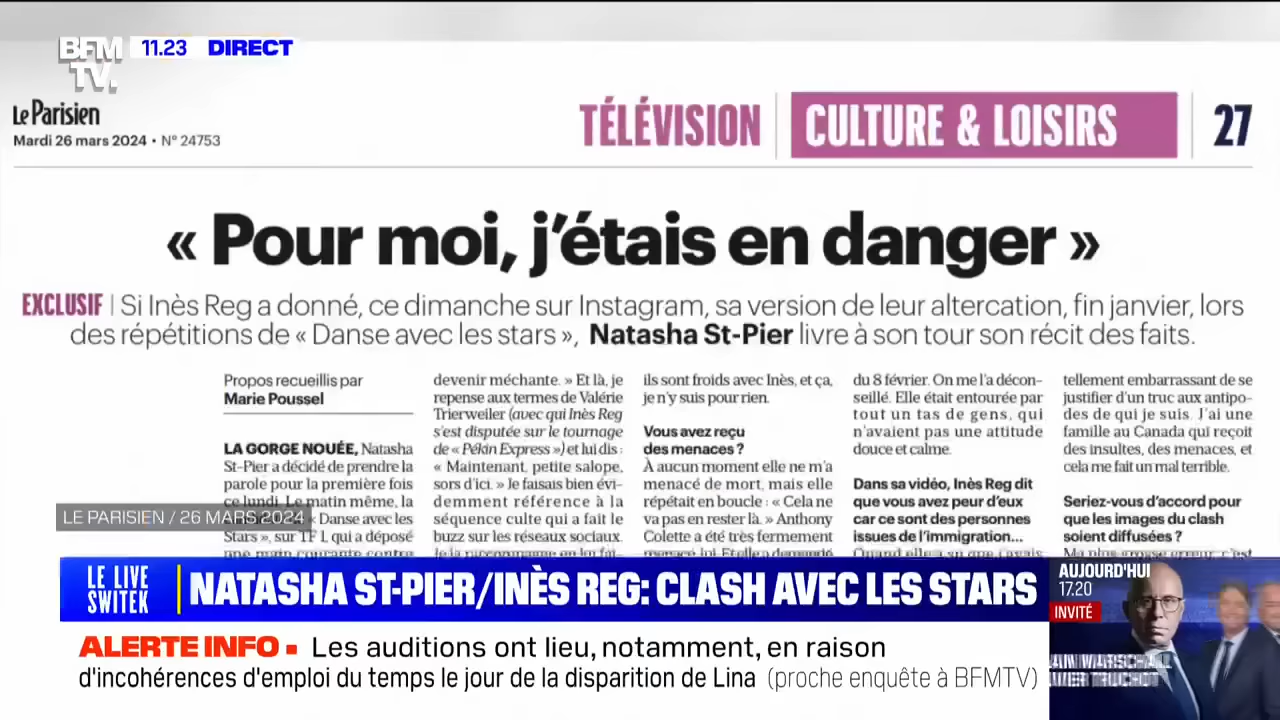 BFM
TV.
11.23 DIRECT
Le Parisien
Mardi 26 mars 2024 • N° 24753
TÉLÉVISION
CULTURE & LOISIRS
27
« Pour moi, j'étais en danger »
EXCLUSIF | Si Inès Reg a donné, ce dimanche sur Instagram, sa version de leur altercation, fin janvier, lors
des répétitions de « Danse avec les stars », Natasha St-Pier livre à son tour son récit des faits.
Propos recueillis par
Marie Poussel
LA GORGE NOUÉE, Natasha
St-Pier a décidé de prendre la
parole pour la première fois
ce lundi. Le matin même, la
« Danse avec les
Stars », sur TF 1, qui a déposé
une main courante contre
devenir méchante. » Et là, je
repense aux termes de Valérie
Trierweiler (avec qui Inès Reg
s'est disputée sur le tournage
de « Pékin Express ») et lui dis :
« Maintenant, petite salope,
sors d'ici. » Je faisais bien évi-
demment référence à la
séquence culte qui a fait le
buzz sur les réseaux sociaux.
ils sont froids avec Inès, et ça,
je n'y suis pour rien.
Vous avez reçu
des menaces ?
À aucun moment elle ne m'a
menacé de mort, mais elle
répétait en boucle : « Cela ne
va pas en rester là. » Anthony
Colette a été très fermement
du 8 février. On me l'a décon-
seillé. Elle était entourée par
tout un tas de gens, qui
n'avaient pas une attitude
douce et calme.
Dans sa vidéo, Inès Reg dit
que vous avez peur d'eux
car ce sont des personnes
issues de l'immigration...
tellement embarrassant de se
justifier d'un truc aux antipo-
des de qui je suis. J'ai une
famille au Canada qui reçoit
des insultes, des menaces, et
cela me fait un mal terrible.
Seriez-vous d'accord pour
que les images du clash
soient diffusées ?
LE PARISIEN / 26 MARS 2024
LE LIVE
SWITEK
NATASHA ST-PIER/INÈS REG: CLASH AVEC LES STARS
AUJOURD'HUI
17.20
INVITÉ
ALERTE INFO Les auditions ont lieu, notamment, en raison
d'incohérences d'emploi du temps le jour de la disparition de Lina (proche enquête à BFMTV)